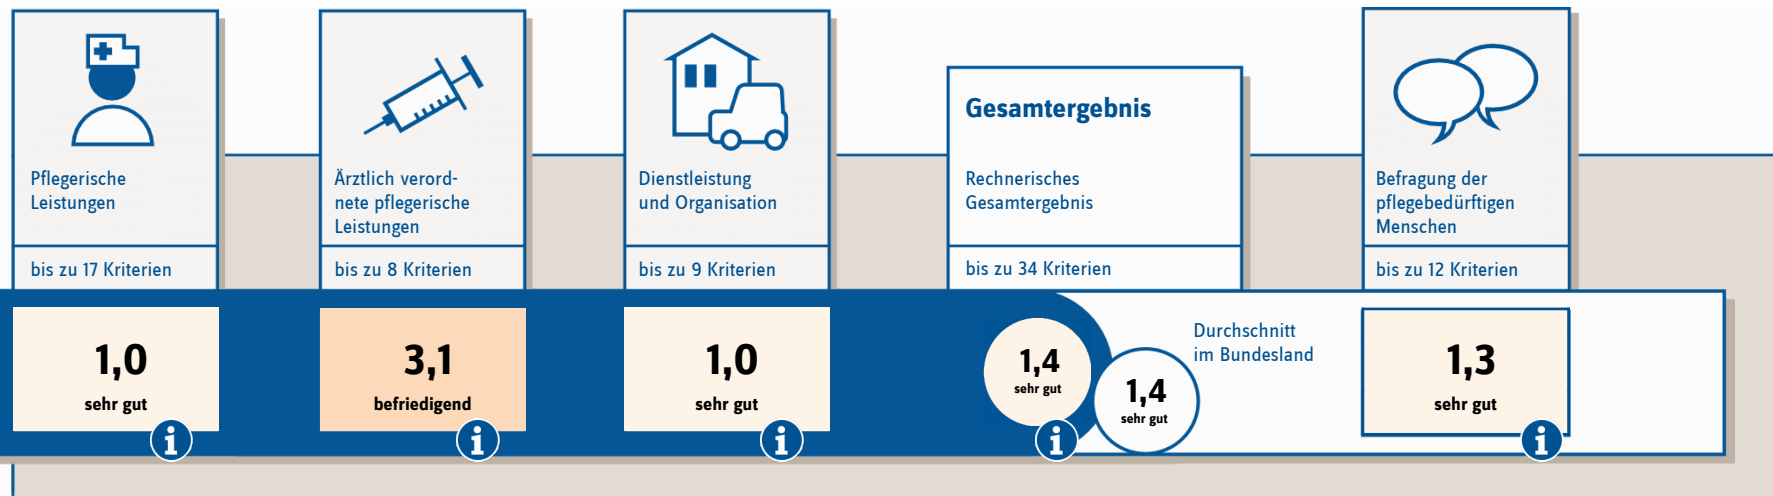 Pflegerische
Leistungen
bis zu 17 Kriterien
1,0
sehr gut
i
Ärztlich verord-
nete pflegerische
Leistungen
bis zu 8 Kriterien
3,1
befriedigend
i
Dienstleistung
und Organisation
bis zu 9 Kriterien
1,0
sehr gut
i
Gesamtergebnis
Rechnerisches
Gesamtergebnis
bis zu 34 Kriterien
1,4
sehr gut
i
Durchschnitt
im Bundesland
1,4
sehr gut
Befragung der
pflegebedürftigen
Menschen
bis zu 12 Kriterien
1,3
sehr gut
i